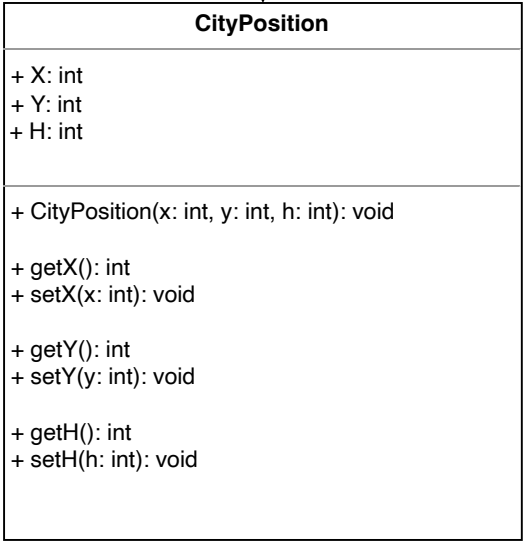 CityPosition
+ X: int
+ Y: int
+ H: int
+ CityPosition(x: int, y: int, h: int): void
+ getX(): int
+ setX(x: int): void
+ getY(): int
+ setY(y: int): void
+ getH(): int
+ setH(h: int): void